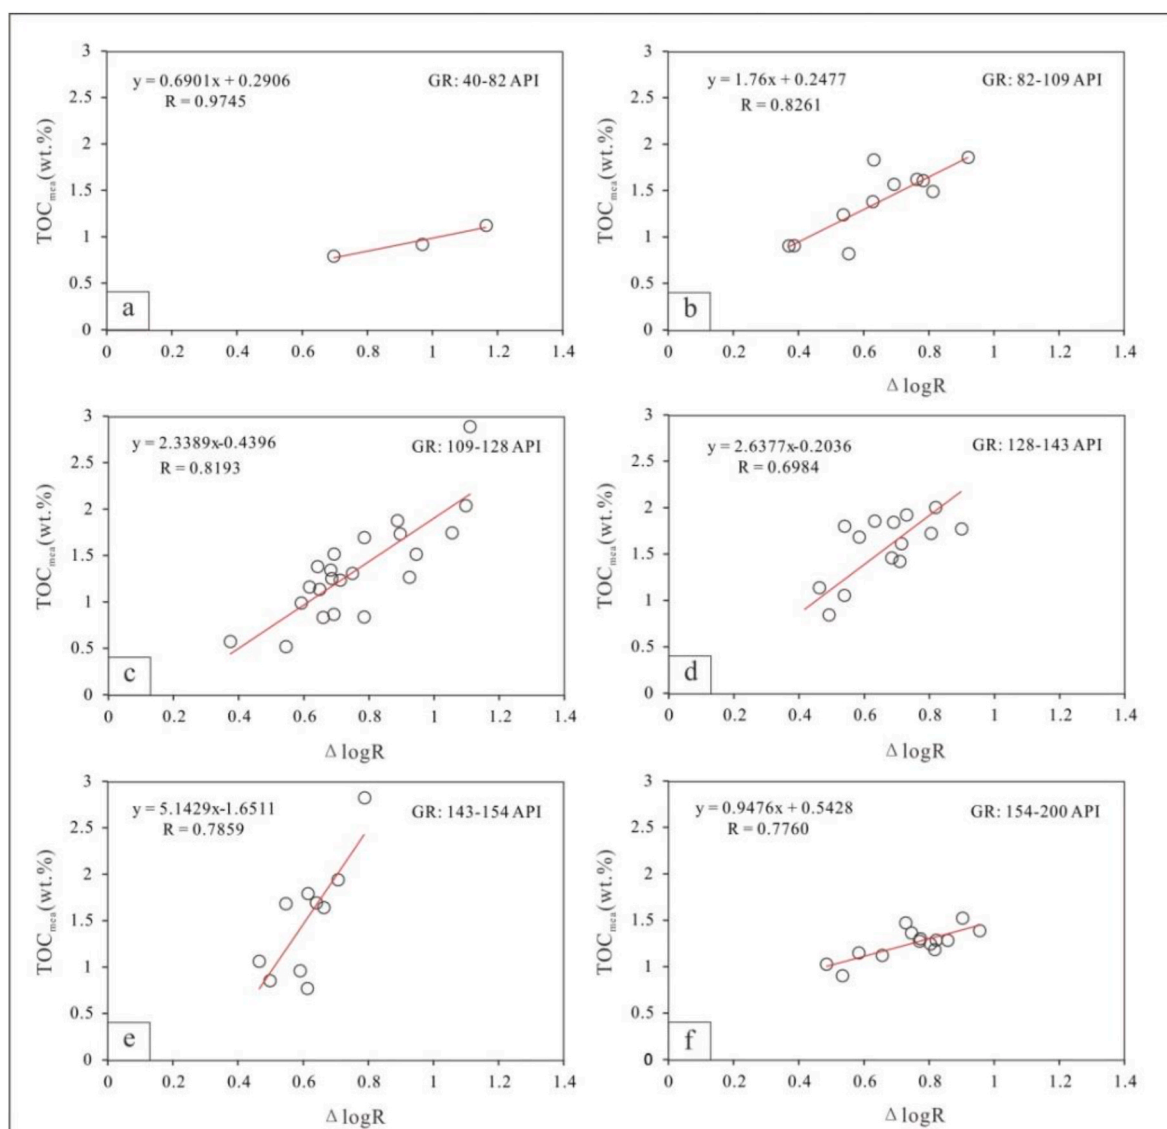 y = 0.6901x + 0.2906
R = 0.9745
GR: 40-82 API
TOCmea(wt.%)
3
2.5
2
1.5
1
0.5
0
a
0 0.2 0.4 0.6 0.8 1 1.2 1.4
Δ logR
y = 1.76x + 0.2477
R = 0.8261
GR: 82-109 API
TOCmea(wt.%)
3
2.5
2
1.5
1
0.5
0
b
0 0.2 0.4 0.6 0.8 1 1.2 1.4
Δ logR
y = 2.3389x-0.4396
R = 0.8193
GR: 109-128 API
TOCmea(wt.%)
3
2.5
2
1.5
1
0.5
0
c
0 0.2 0.4 0.6 0.8 1 1.2 1.4
Δ logR
y = 2.6377x-0.2036
R = 0.6984
GR: 128-143 API
TOCmea(wt.%)
3
2.5
2
1.5
1
0.5
0
d
0 0.2 0.4 0.6 0.8 1 1.2 1.4
Δ logR
y = 5.1429x-1.6511
R = 0.7859
GR: 143-154 API
TOCmea(wt.%)
3
2.5
2
1.5
1
0.5
0
e
0 0.2 0.4 0.6 0.8 1 1.2 1.4
Δ logR
y = 0.9476x + 0.5428
R = 0.7760
GR: 154-200 API
TOCmea(wt.%)
3
2.5
2
1.5
1
0.5
0
f
0 0.2 0.4 0.6 0.8 1 1.2 1.4
Δ logR